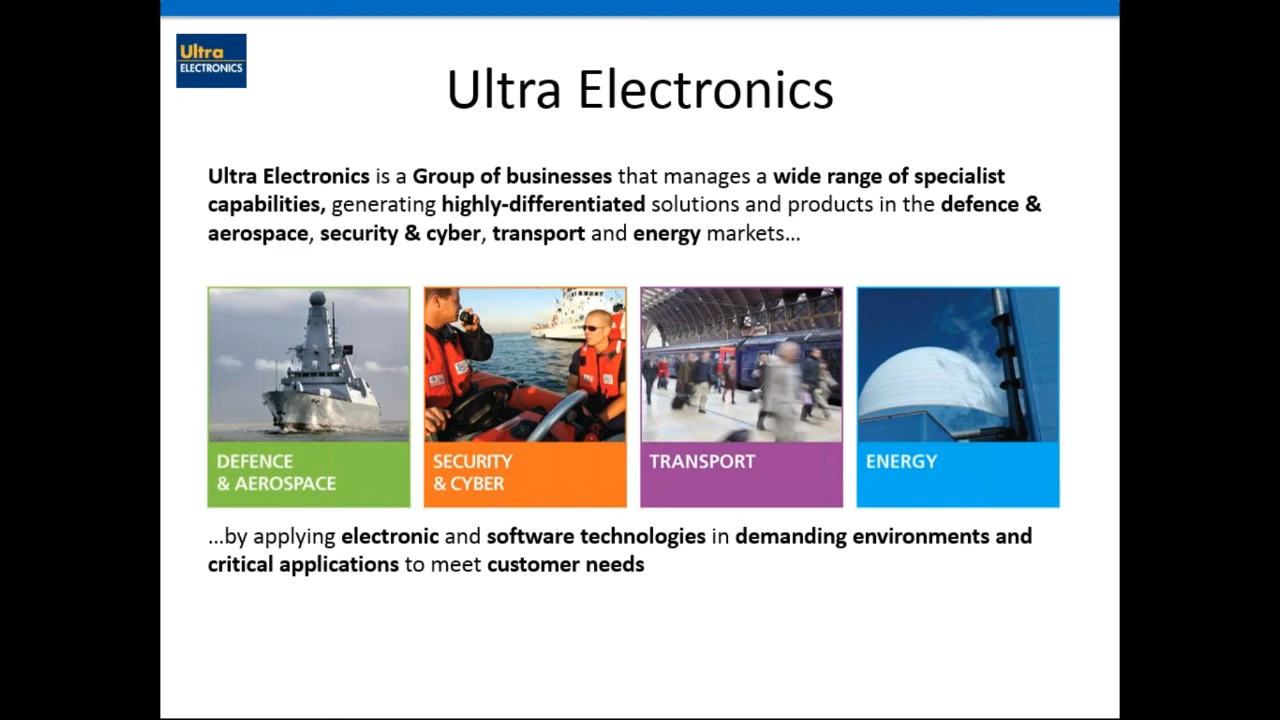 Ultra
ELECTRONICS
Ultra Electronics
Ultra Electronics is a Group of businesses that manages a wide range of specialist
capabilities, generating highly-differentiated solutions and products in the defence &
aerospace, security & cyber, transport and energy markets...
DEFENCE
& AEROSPACE
SECURITY
& CYBER
TRANSPORT
ENERGY
...by applying electronic and software technologies in demanding environments and
critical applications to meet customer needs